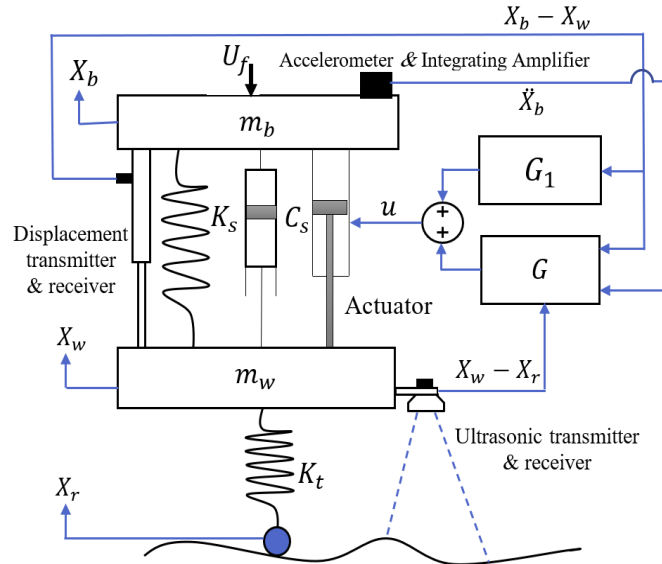 X_b − X_w
U_f
Accelerometer & Integrating Amplifier
X_b
Ẍ_b
m_b
G_1
K_s
C_s
u
+
+
G
Displacement
transmitter
& receiver
Actuator
X_w
m_w
X_w − X_r
Ultrasonic transmitter
& receiver
K_t
X_r